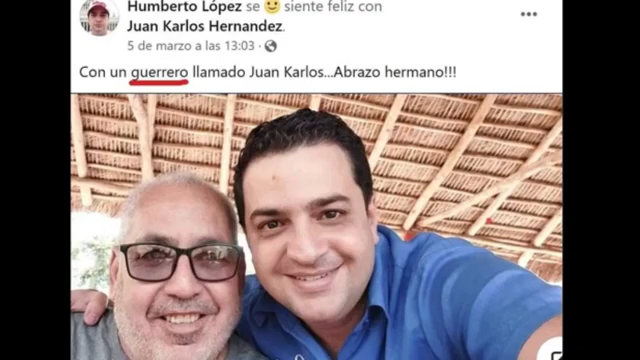 Humberto López se siente feliz con
Juan Karlos Hernandez.
5 de marzo a las 13:03 ·
Con un guerrero llamado Juan Karlos...Abrazo hermano!!!